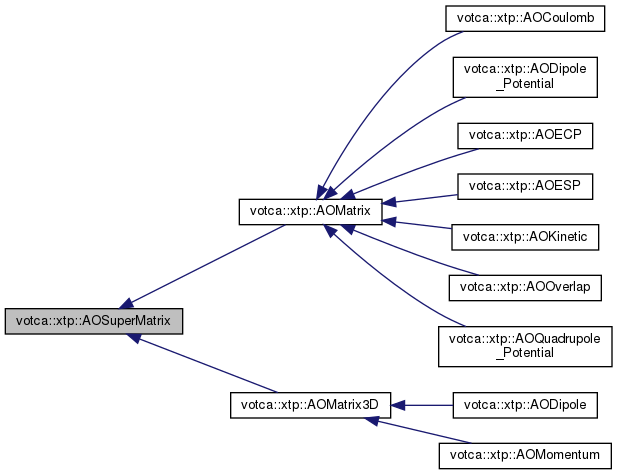 votca::xtp::AOCoulomb
votca::xtp::AODipole
_Potential
votca::xtp::AOECP
votca::xtp::AOESP
votca::xtp::AOMatrix
votca::xtp::AOKinetic
votca::xtp::AOOverlap
votca::xtp::AOSuperMatrix
votca::xtp::AOQuadrupole
_Potential
votca::xtp::AOMatrix3D
votca::xtp::AODipole
votca::xtp::AOMomentum